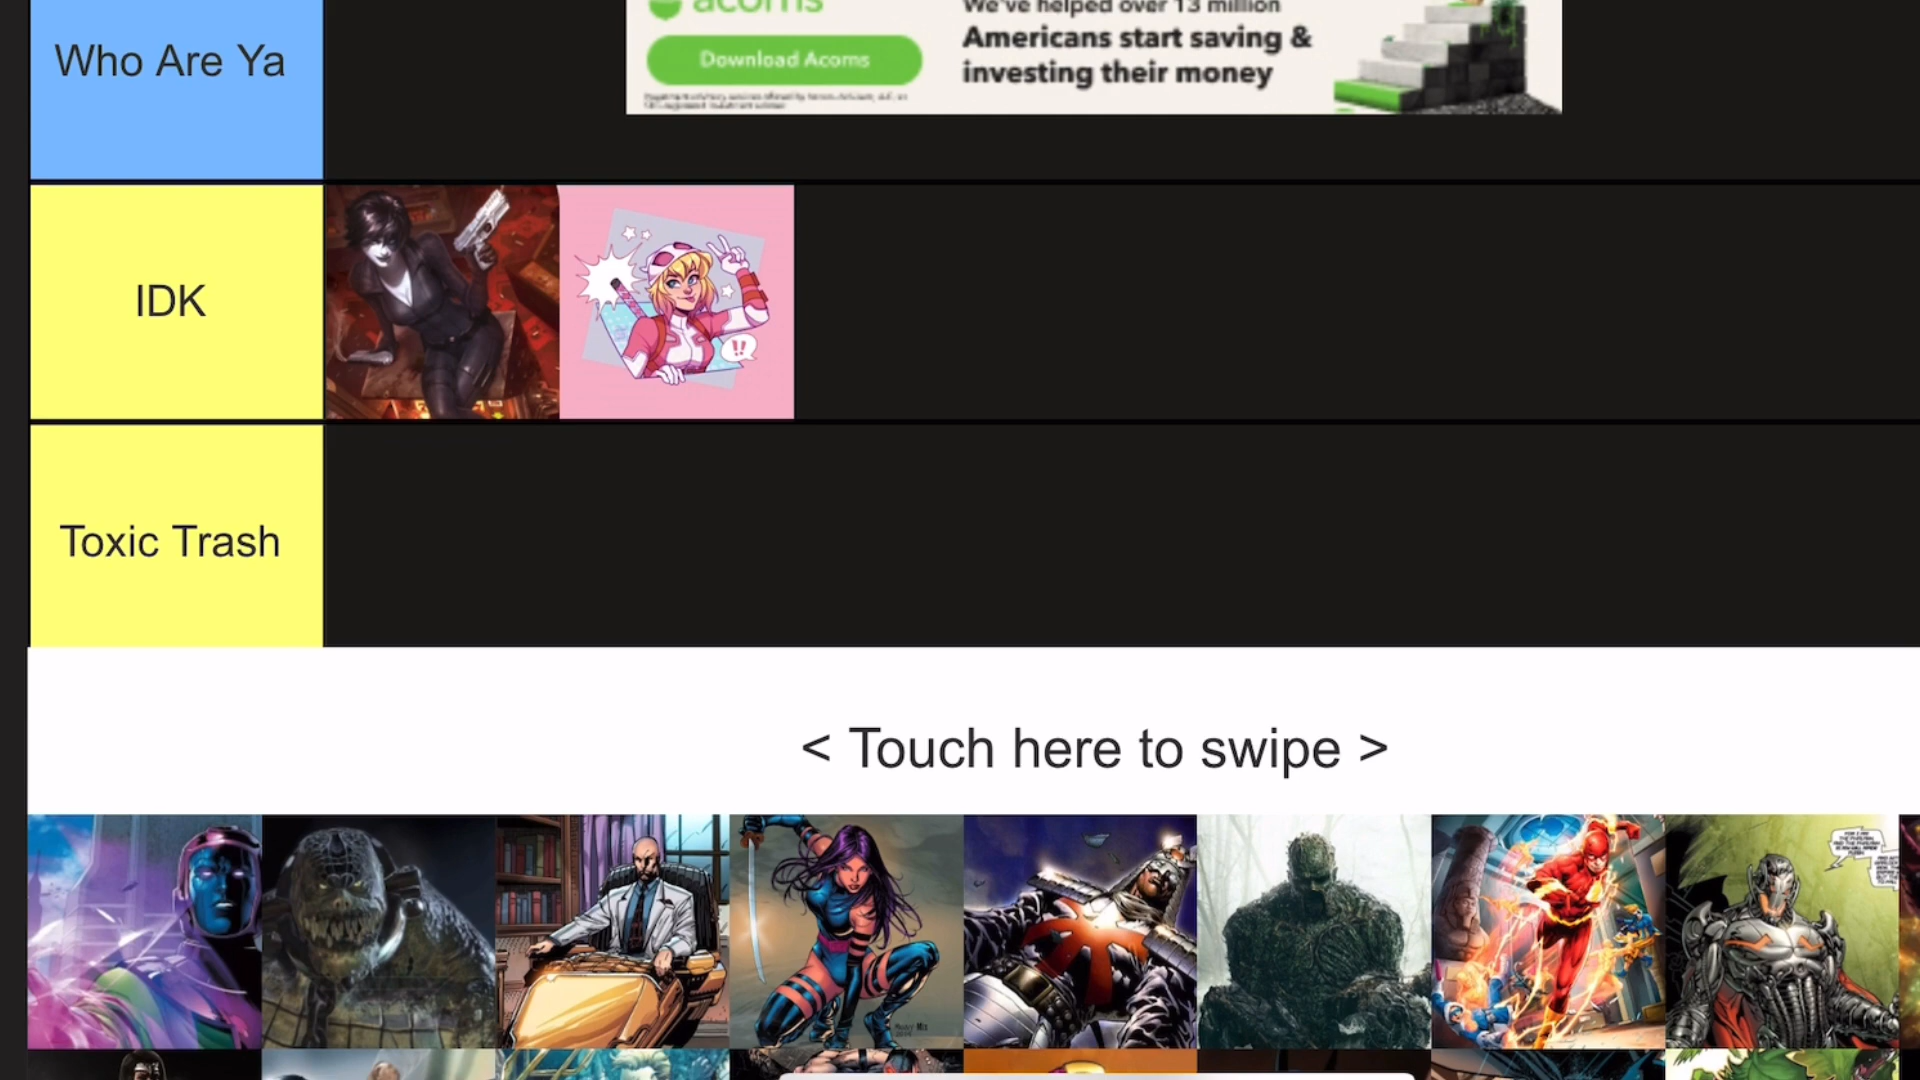 Who Are Ya
acorns
Download Acorns
We've helped over 13 million
Americans start saving &
investing their money
IDK
!!
Toxic Trash
< Touch here to swipe >